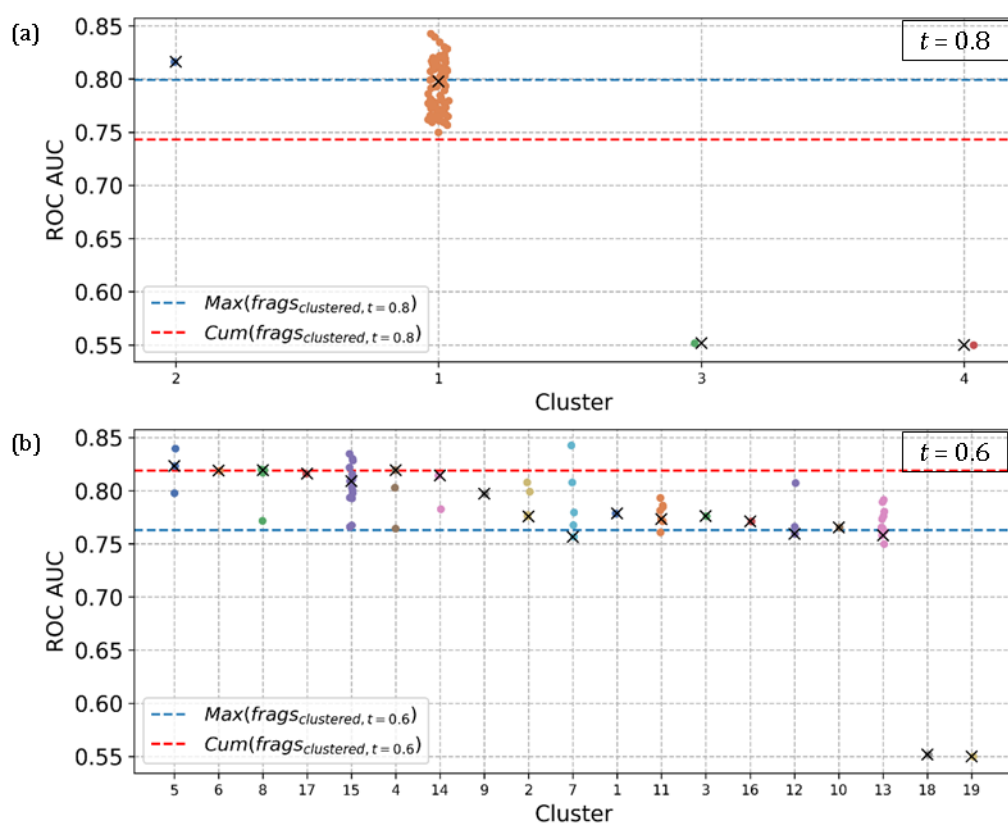 (a)
t = 0.8
0.85
0.80
0.75
0.70
0.65
0.60
0.55
ROC AUC
Max(frags_clustered, t = 0.8)
Cum(frags_clustered, t = 0.8)
2 1 3 4
Cluster
(b)
t = 0.6
0.85
0.80
0.75
0.70
0.65
0.60
0.55
ROC AUC
Max(frags_clustered, t = 0.6)
Cum(frags_clustered, t = 0.6)
5 6 8 17 15 4 14 9 2 7 1 11 3 16 12 10 13 18 19
Cluster